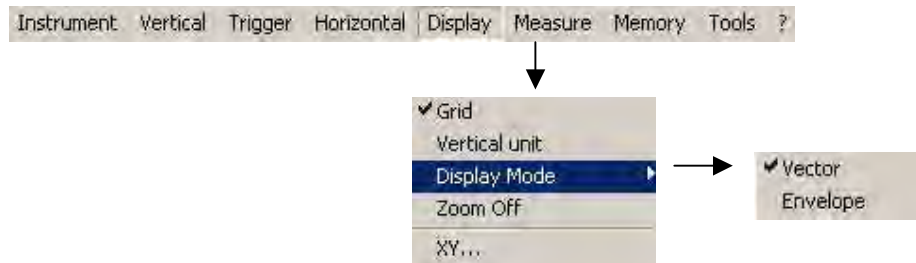 Instrument Vertical Trigger Horizontal Display Measure Memory Tools ?
Grid
Vertical unit
Display Mode
Zoom Off
XY...
Vector
Envelope